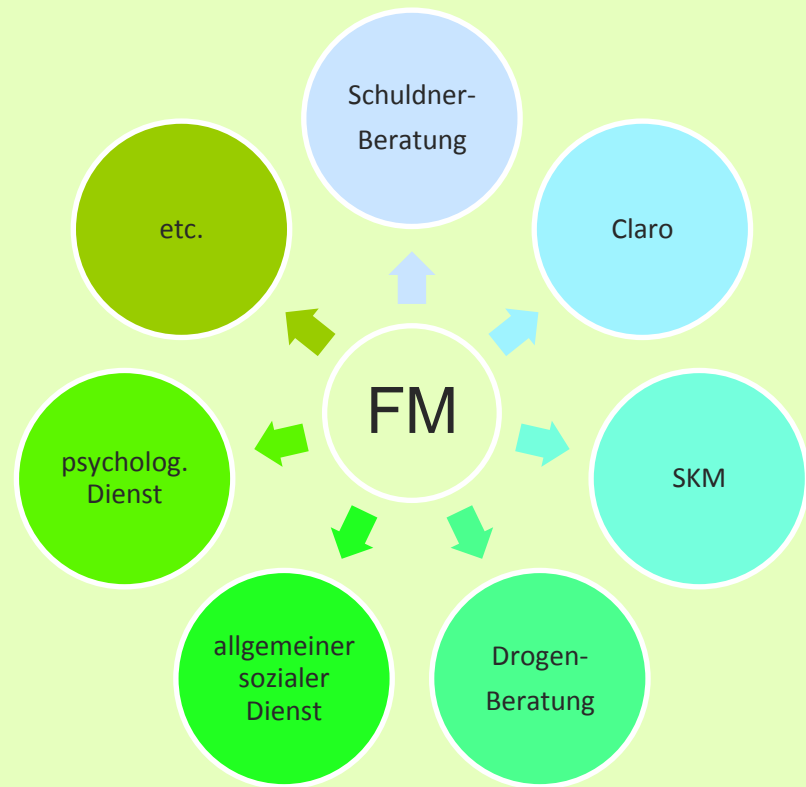 Schuldner-
Beratung
Claro
SKM
Drogen-
Beratung
allgemeiner
sozialer
Dienst
psycholog.
Dienst
etc.
FM